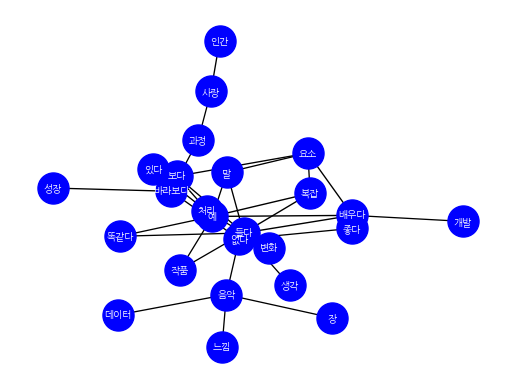 인간
사랑
과정
요소
있다
말
보다
성장
바라보다
복잡
처리
예
배우다
개발
좋다
똑같다
듣다
없다
변화
작품
생각
음악
데이터
장
느낌